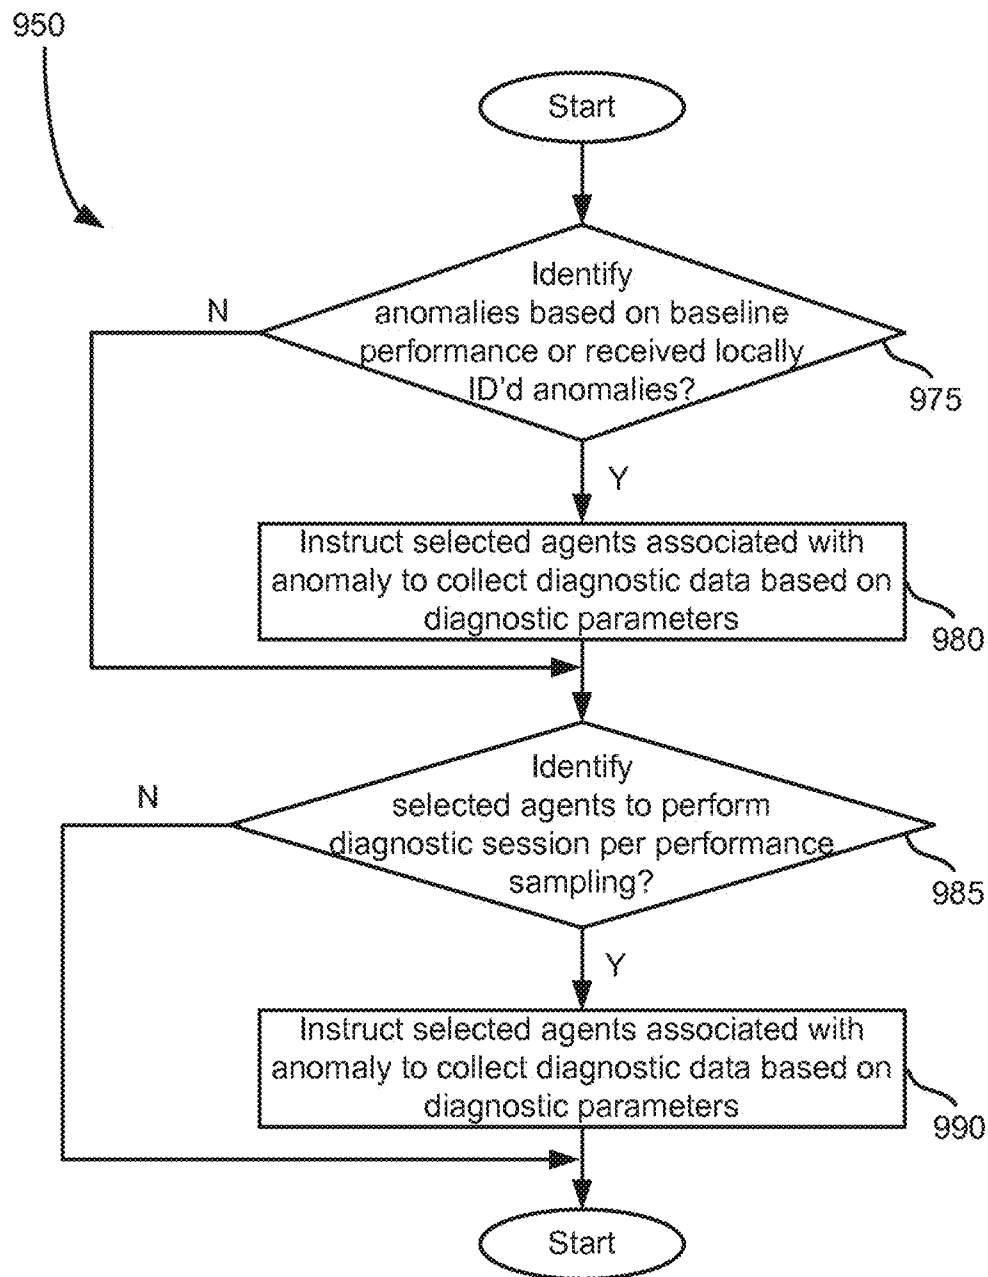 950
Start
Identify
anomalies based on baseline
performance or received locally
ID'd anomalies?
N
975
Y
Instruct selected agents associated with
anomaly to collect diagnostic data based on
diagnostic parameters
980
Identify
selected agents to perform
diagnostic session per performance
sampling?
N
985
Y
Instruct selected agents associated with
anomaly to collect diagnostic data based on
diagnostic parameters
990
Start